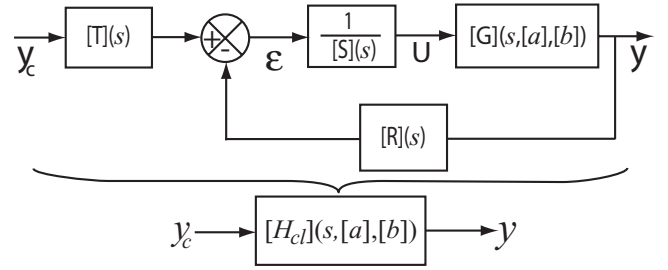 y_c [T](s) + - ε 1/[S](s) U [G](s,[a],[b]) y
[R](s)
y_c [H_cl](s,[a],[b]) y